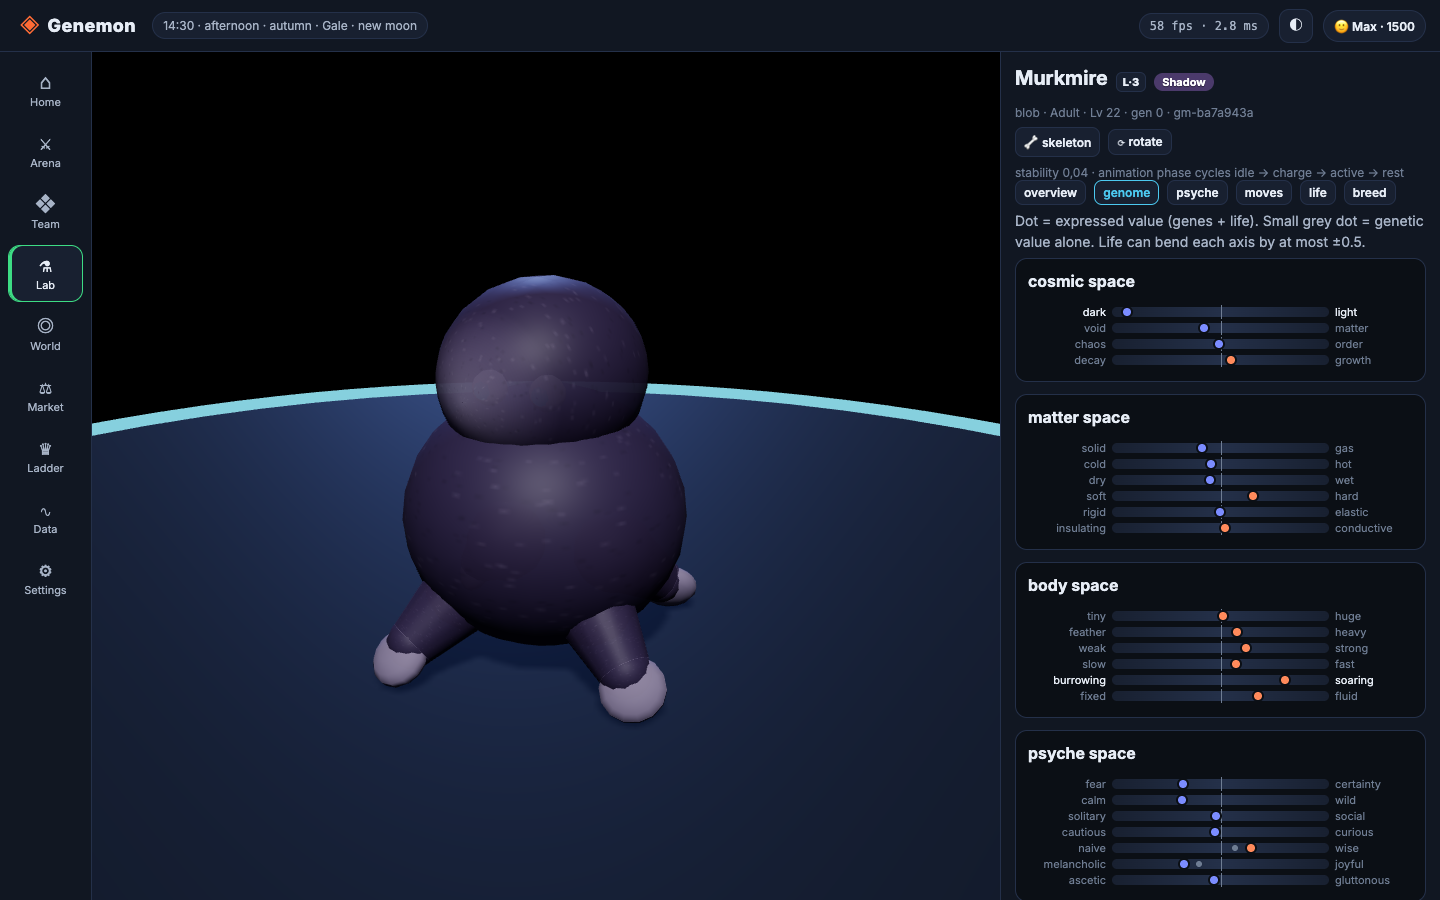 Genemon
14:30 · afternoon · autumn · Gale · new moon
58 fps · 2.8 ms
Max · 1500
Home
Arena
Team
Lab
World
Market
Ladder
Data
Settings
Murkmire
L·3
Shadow
blob · Adult · Lv 22 · gen 0 · gm-ba7a943a
skeleton
rotate
stability 0,04 · animation phase cycles idle → charge → active → rest
overview
genome
psyche
moves
life
breed
Dot = expressed value (genes + life). Small grey dot = genetic
value alone. Life can bend each axis by at most ±0.5.
cosmic space
dark light
void matter
chaos order
decay growth
matter space
solid gas
cold hot
dry wet
soft hard
rigid elastic
insulating conductive
body space
tiny huge
feather heavy
weak strong
slow fast
burrowing soaring
fixed fluid
psyche space
fear certainty
calm wild
solitary social
cautious curious
naive wise
melancholic joyful
ascetic gluttonous